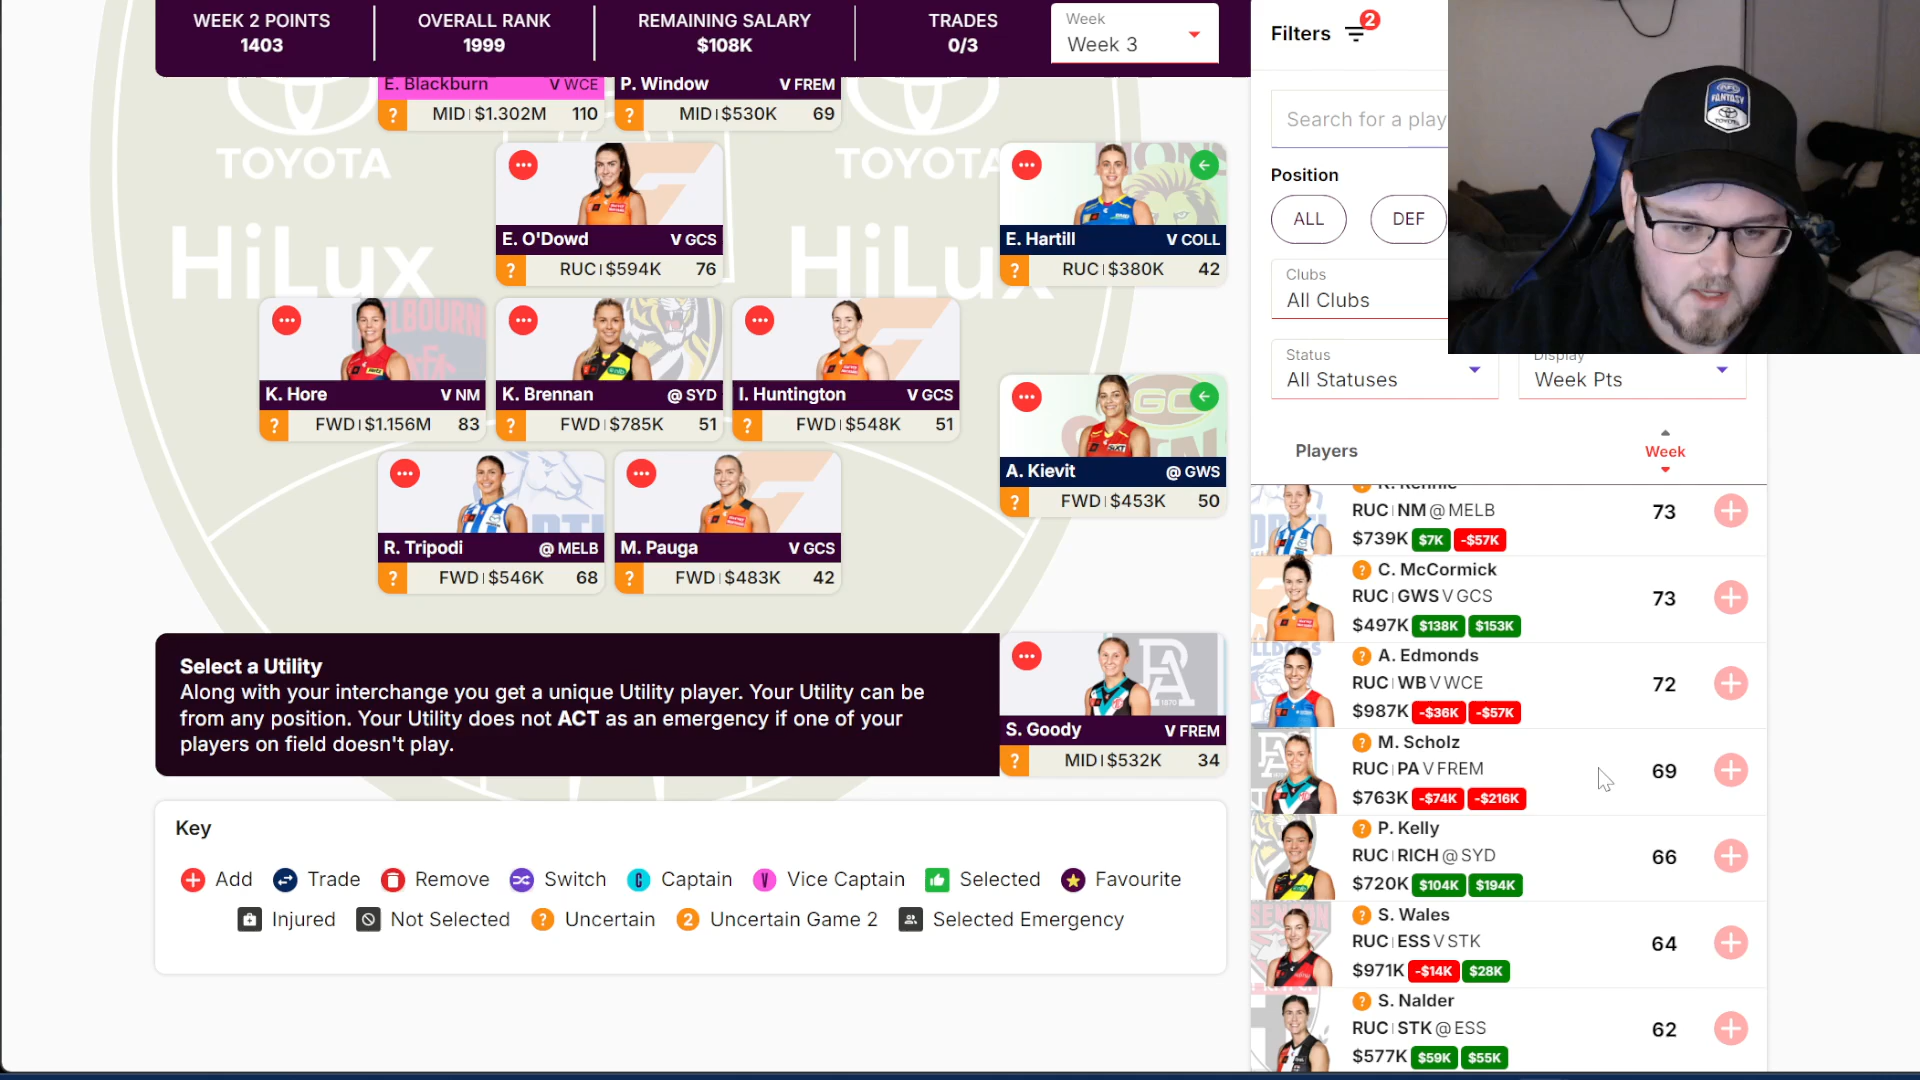 WEEK 2 POINTS
1403
OVERALL RANK
1999
REMAINING SALARY
$108K
TRADES
0/3
Week
Week 3
Filters
2
Search for a play
Position
ALL
DEF
Clubs
All Clubs
Status
All Statuses
Display
Week Pts
Players
Week
FANTASY
TOYOTA
TOYOTA
TOYOTA
HiLux
HiLux
E. Blackburn V WCE
? MID | $1.302M 110
P. Window V FREM
? MID | $530K 69
E. O'Dowd V GCS
? RUC | $594K 76
E. Hartill V COLL
? RUC | $380K 42
K. Hore V NM
? FWD | $1.156M 83
K. Brennan @ SYD
? FWD | $785K 51
I. Huntington V GCS
? FWD | $548K 51
A. Kievit @ GWS
? FWD | $453K 50
R. Tripodi @ MELB
? FWD | $546K 68
M. Pauga V GCS
? FWD | $483K 42
Select a Utility
Along with your interchange you get a unique Utility player. Your Utility can be
from any position. Your Utility does not ACT as an emergency if one of your
players on field doesn't play.
S. Goody V FREM
? MID | $532K 34
Key
Add
Trade
Remove
Switch
C Captain
V Vice Captain
Selected
Favourite
Injured
Not Selected
? Uncertain
2 Uncertain Game 2
Selected Emergency
RUC | NM @ MELB
$739K $7K -$57K
73
? C. McCormick
RUC | GWS V GCS
$497K $138K $153K
73
? A. Edmonds
RUC | WB V WCE
$987K -$36K -$57K
72
? M. Scholz
RUC | PA V FREM
$763K -$74K -$216K
69
? P. Kelly
RUC | RICH @ SYD
$720K $104K $194K
66
? S. Wales
RUC | ESS V STK
$971K -$14K $28K
64
? S. Nalder
RUC | STK @ ESS
$577K $59K $55K
62